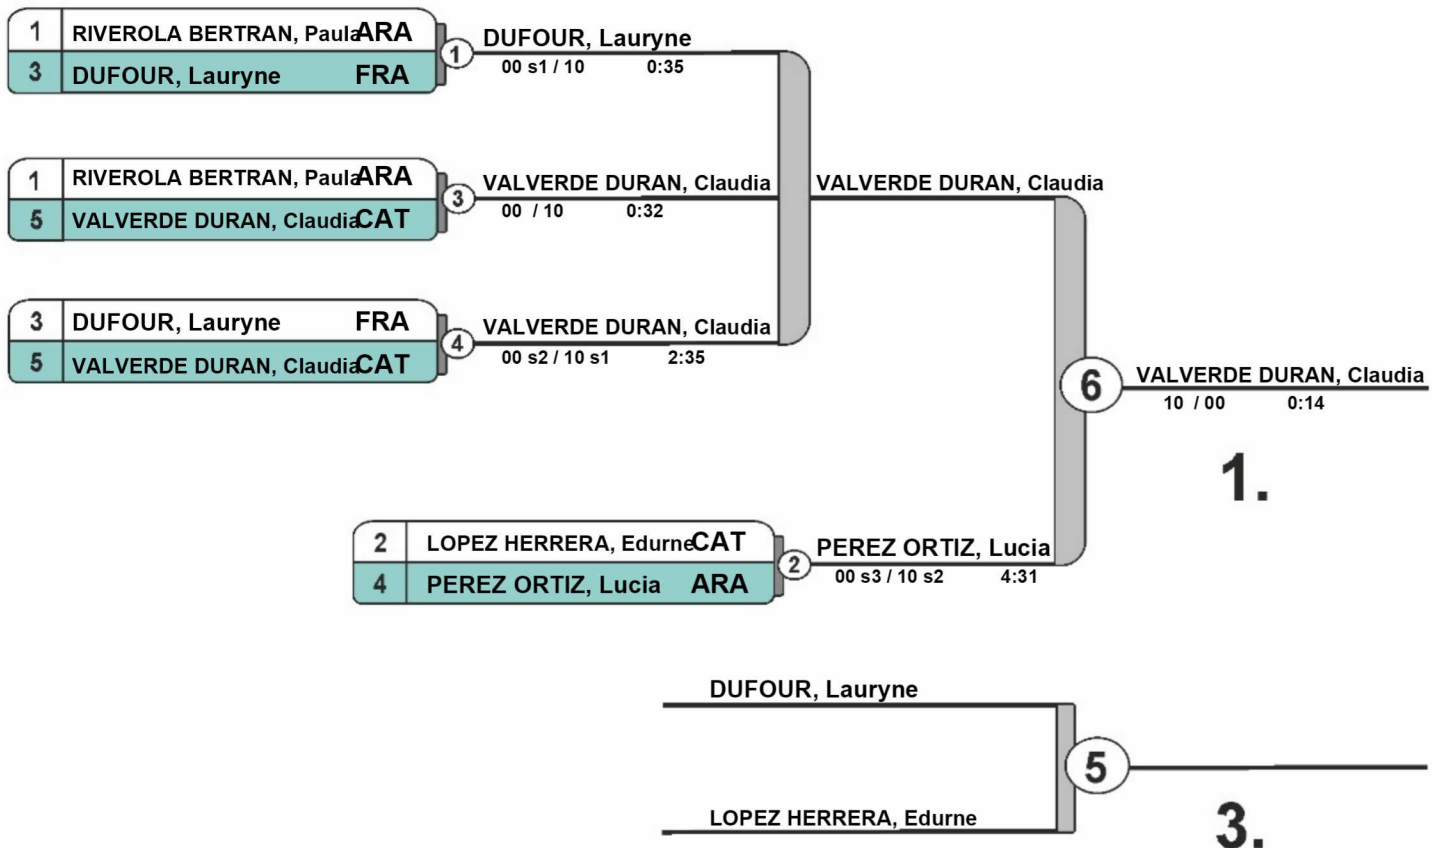 1 RIVEROLA BERTRAN, Paula ARA
3 DUFOUR, Lauryne FRA
1 DUFOUR, Lauryne
00 s1 / 10 0:35
1 RIVEROLA BERTRAN, Paula ARA
5 VALVERDE DURAN, Claudia CAT
3 VALVERDE DURAN, Claudia
00 / 10 0:32
VALVERDE DURAN, Claudia
3 DUFOUR, Lauryne FRA
5 VALVERDE DURAN, Claudia CAT
4 VALVERDE DURAN, Claudia
00 s2 / 10 s1 2:35
6 VALVERDE DURAN, Claudia
10 / 00 0:14
1.
2 LOPEZ HERRERA, Edurne CAT
4 PEREZ ORTIZ, Lucia ARA
2 PEREZ ORTIZ, Lucia
00 s3 / 10 s2 4:31
DUFOUR, Lauryne
5
LOPEZ HERRERA, Edurne
3.